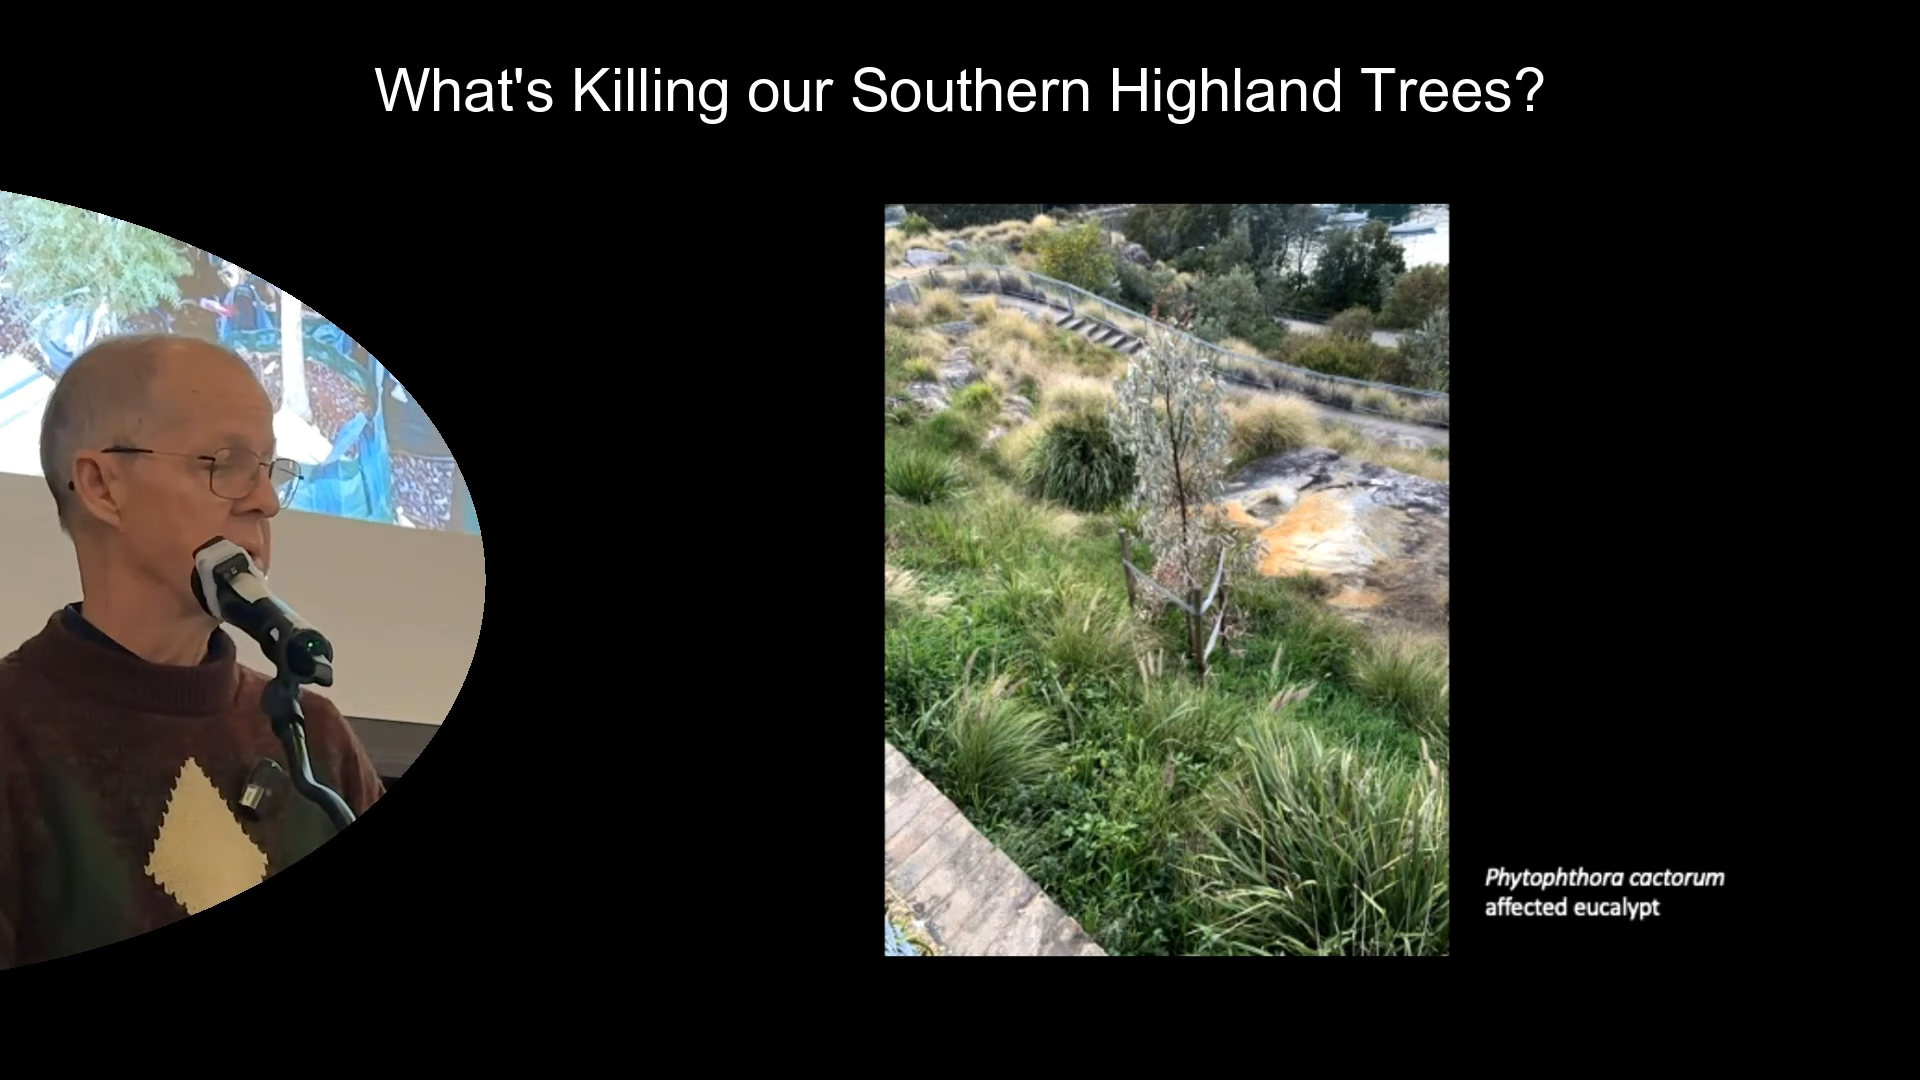 What's Killing our Southern Highland Trees?
Phytophthora cactorum
affected eucalypt